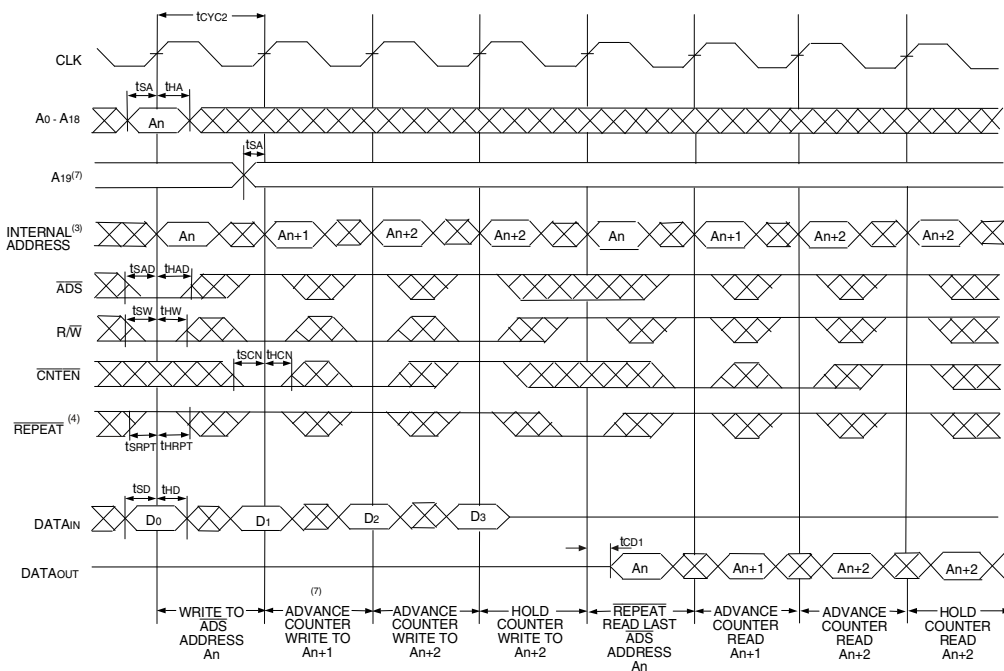 tCYC2
CLK
tSA tHA
A0 - A18
An
tSA
A19(7)
INTERNAL(3)
ADDRESS
An An+1 An+2 An+2 An An+1 An+2 An+2
tSAD tHAD
ADS
tSW tHW
R/W
tSCN tHCN
CNTEN
REPEAT (4)
tSRPT tHRPT
tSD tHD
DATAIN
D0 D1 D2 D3
tCD1
DATAOUT
An An+1 An+2 An+2
WRITE TO
ADS
ADDRESS
An
(7)
ADVANCE
COUNTER
WRITE TO
An+1
ADVANCE
COUNTER
WRITE TO
An+2
HOLD
COUNTER
WRITE TO
An+2
REPEAT
READ LAST
ADS
ADDRESS
An
ADVANCE
COUNTER
READ
An+1
ADVANCE
COUNTER
READ
An+2
HOLD
COUNTER
READ
An+2